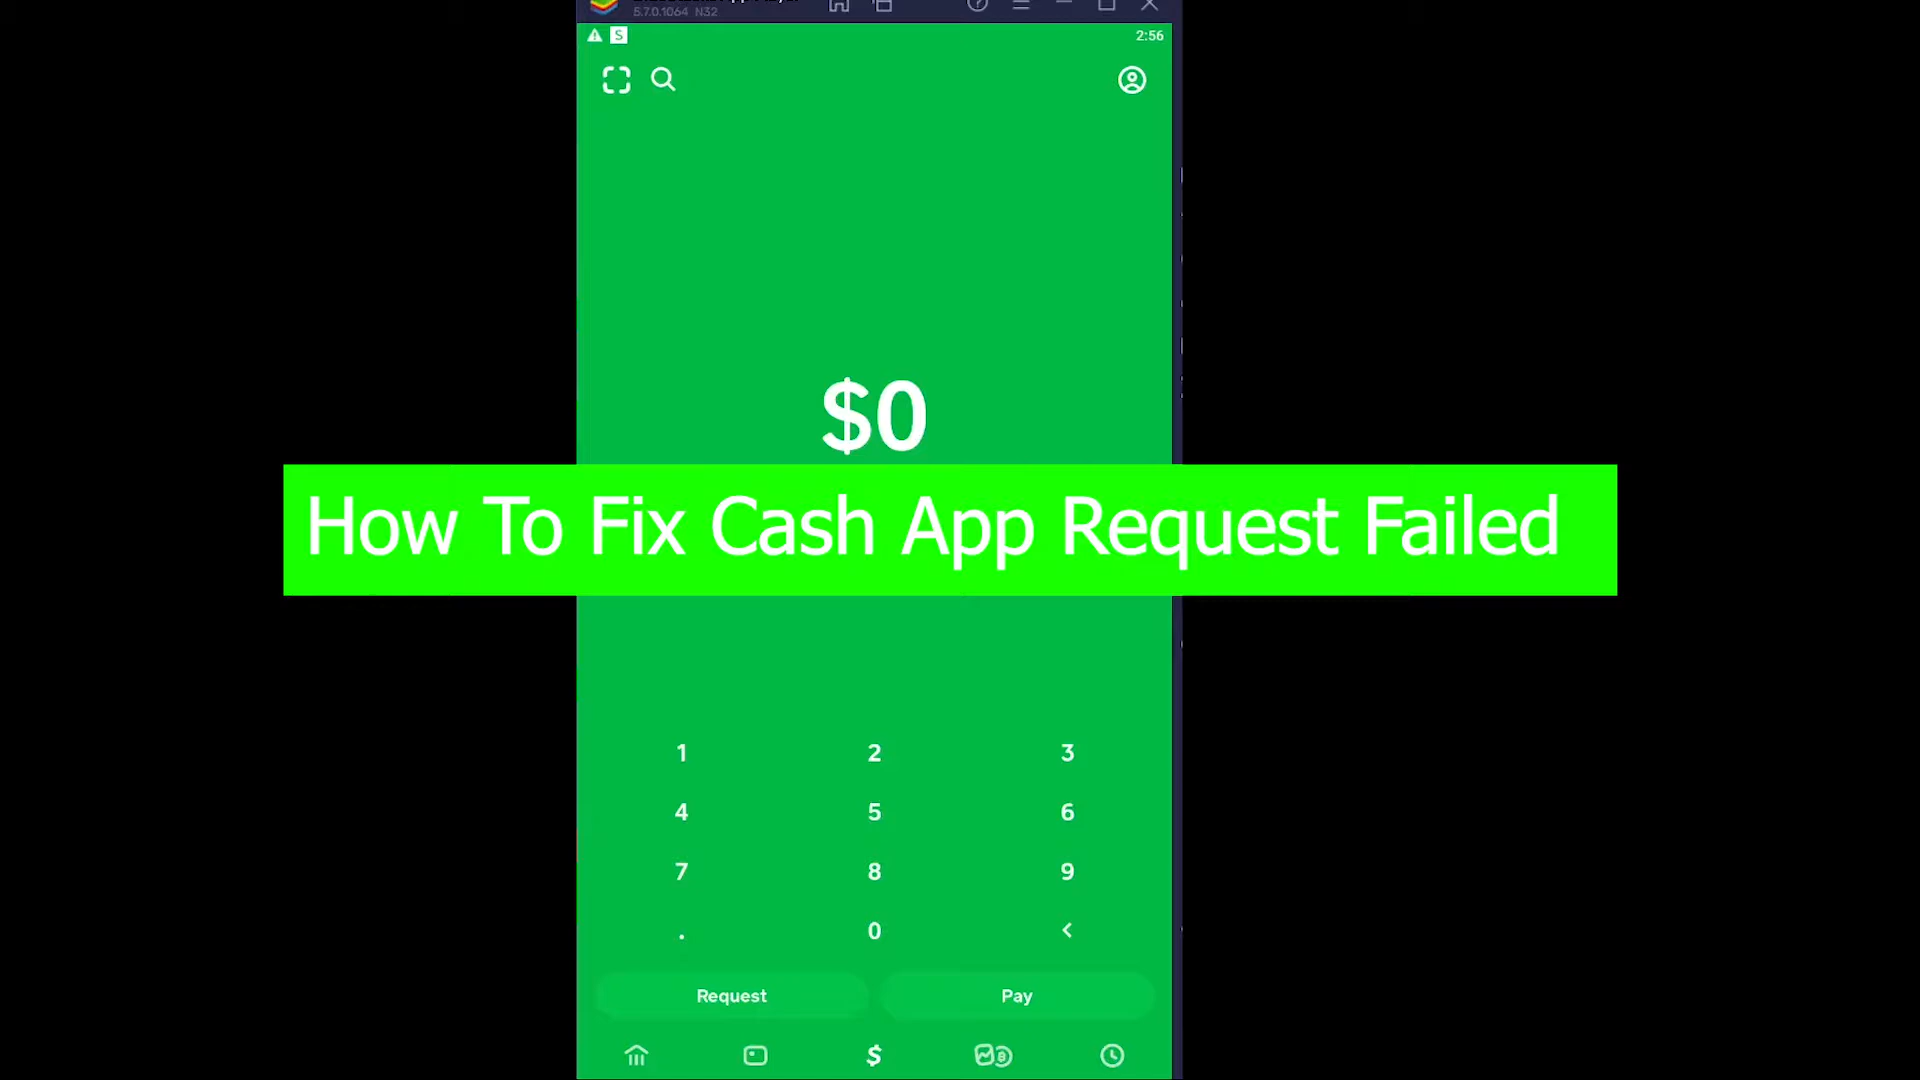 5.7.0.1064 N32
S
2:56
$0
How To Fix Cash App Request Failed
1 2 3
4 5 6
7 8 9
. 0 <
Request Pay
$